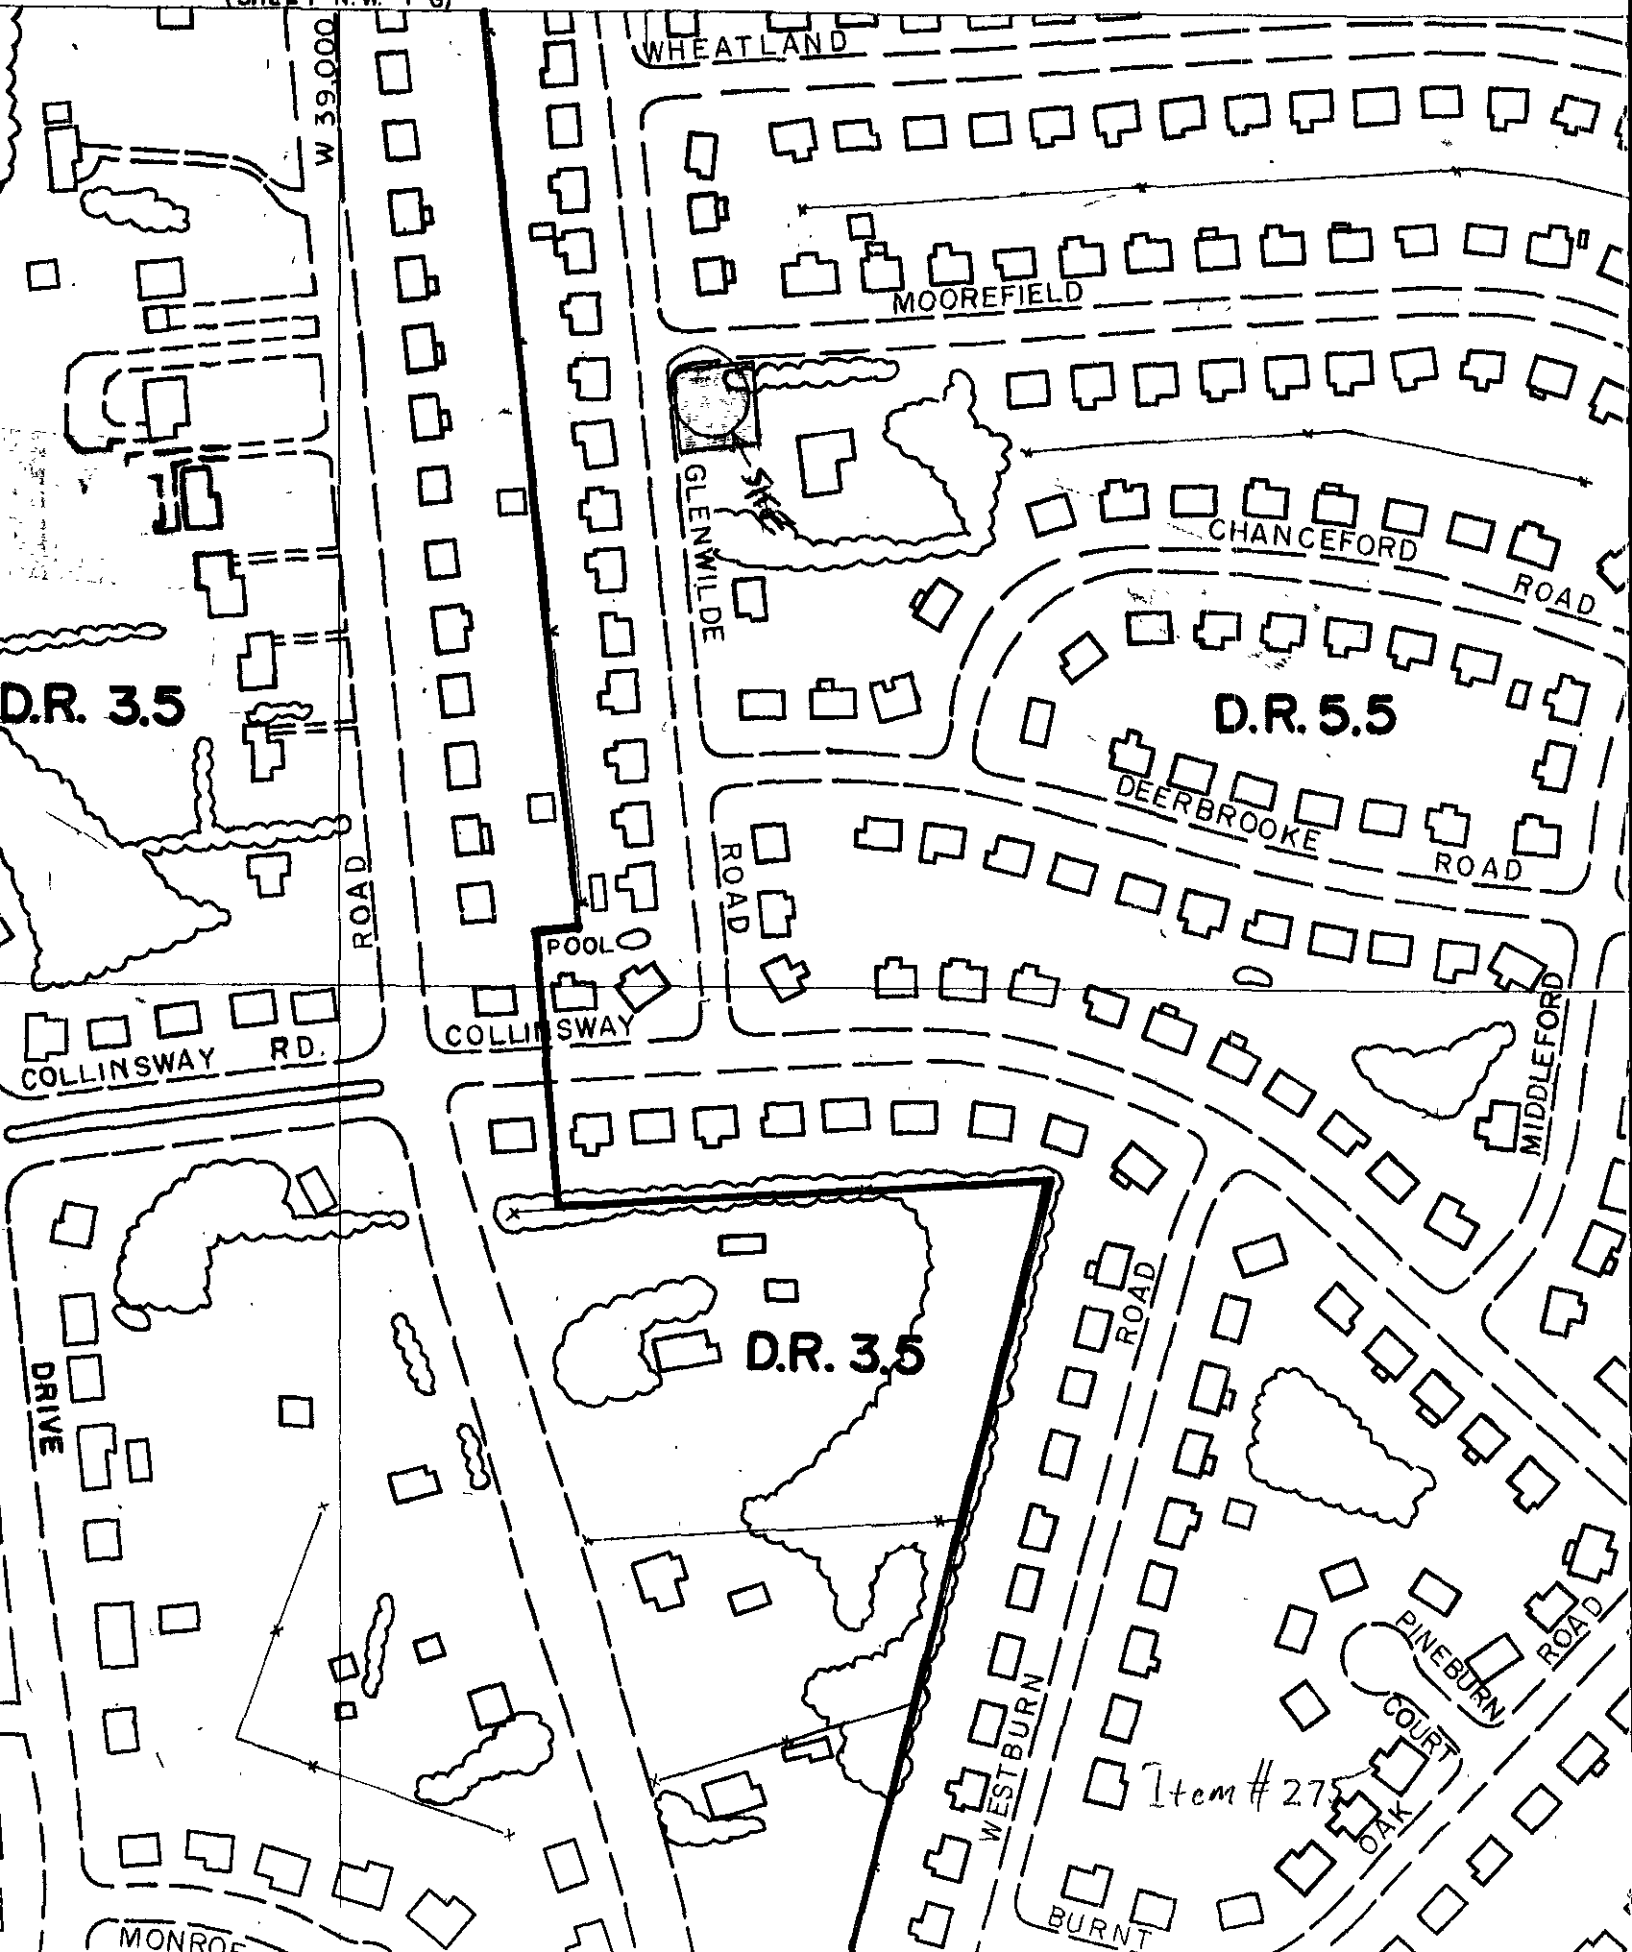 (SHEET N.W.
W 39,000
WHEATLAND
MOOREFIELD
SITE
GLENWILDE
ROAD
CHANCEFORD
ROAD
D.R. 3.5
D.R. 5.5
DEERBROOKE
ROAD
ROAD
POOL
COLLINSWAY
COLLINSWAY RD.
MIDDLEFORD
D.R. 3.5
ROAD
DRIVE
WESTBURN
PINEBURN
COURT
ROAD
Item # 275
OAK
BURNT
MONROE